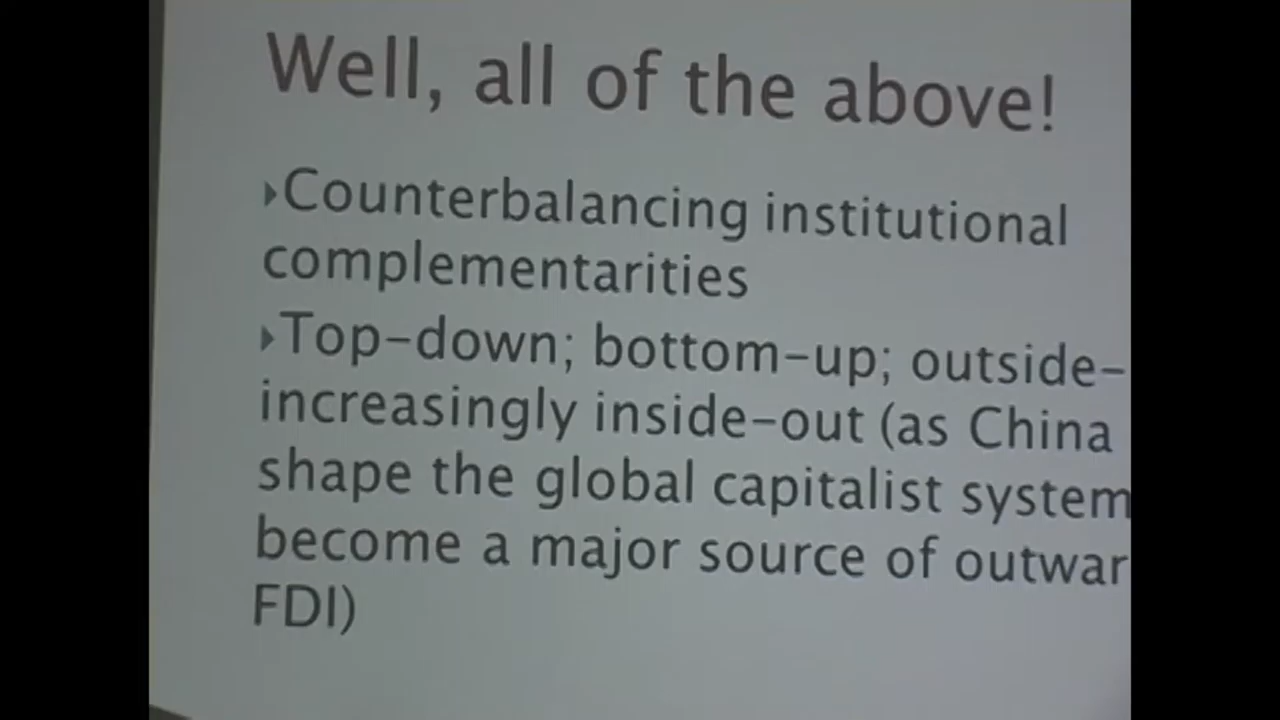 Well, all of the above!
Counterbalancing institutional
complementarities
Top-down; bottom-up; outside-
increasingly inside-out (as China
shape the global capitalist system
become a major source of outwar
FDI)